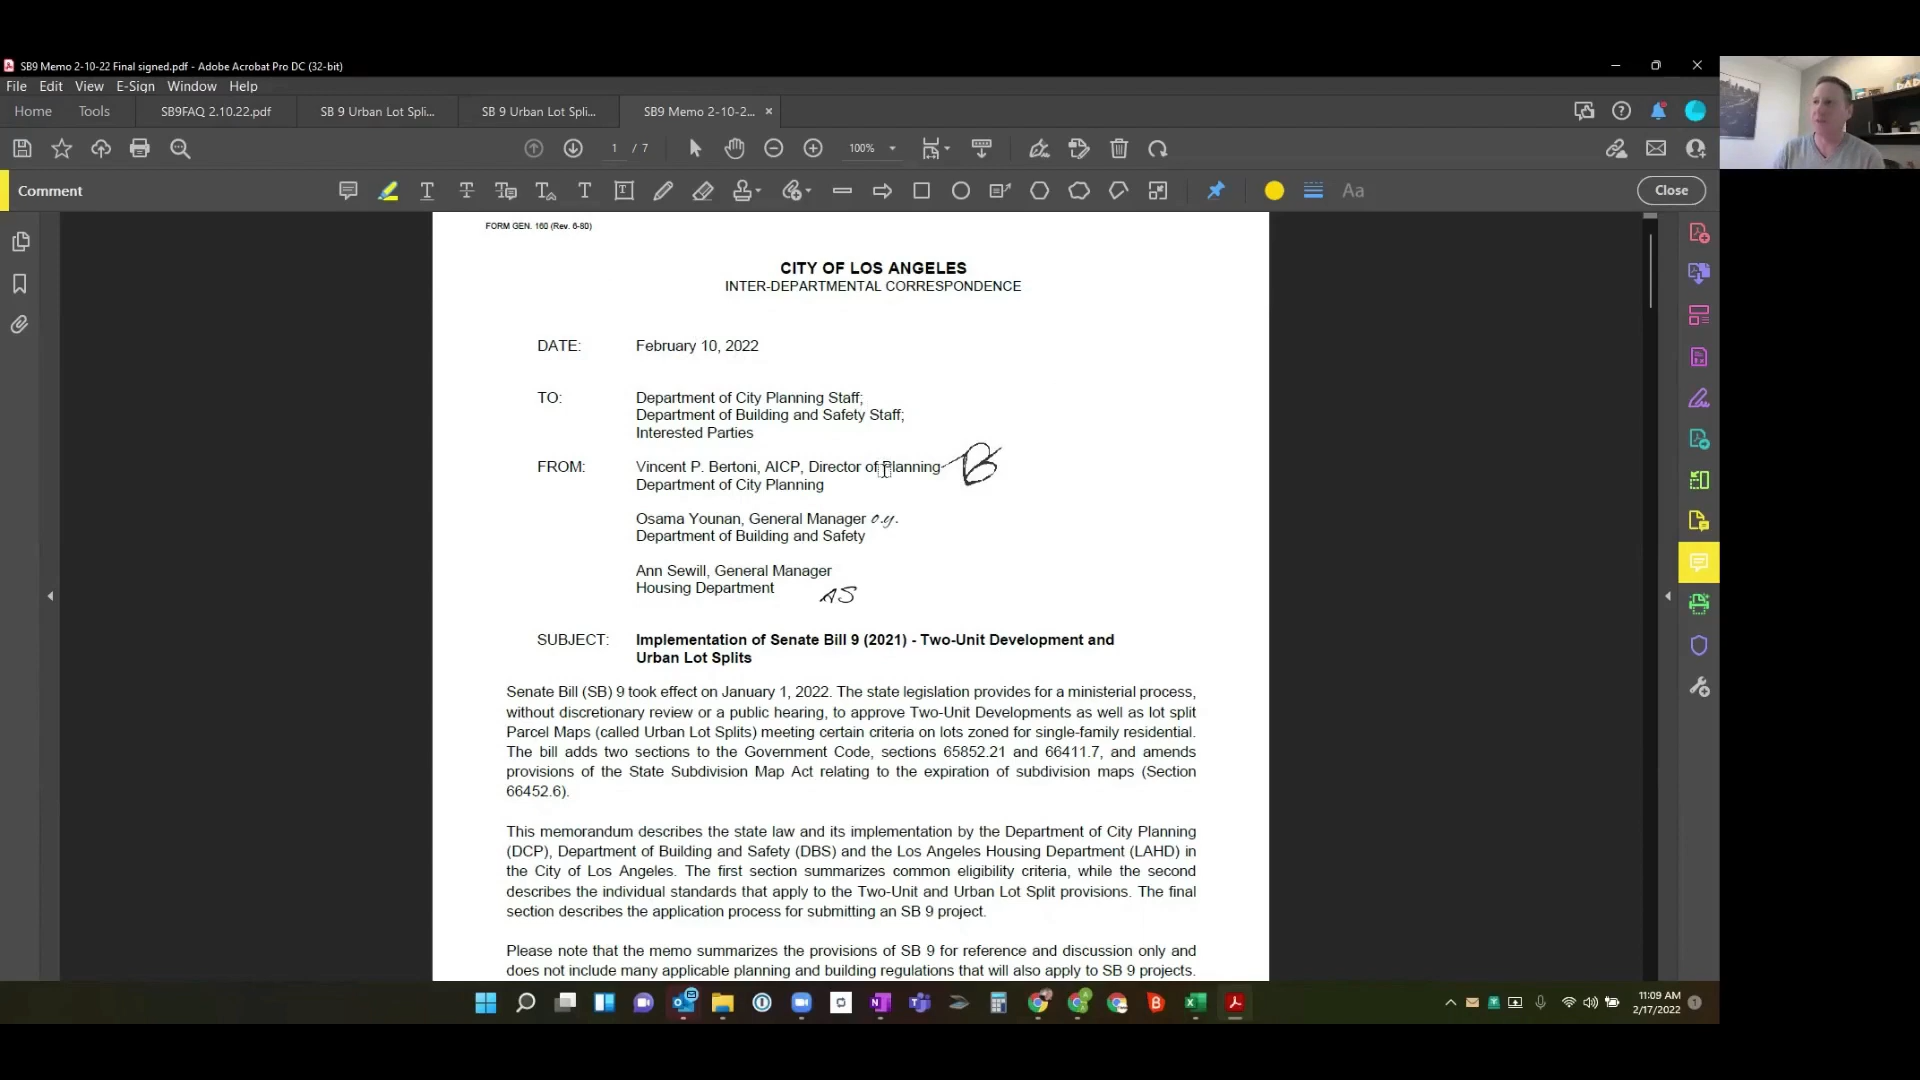 SB9 Memo 2-10-22 Final signed.pdf - Adobe Acrobat Pro DC (32-bit)
File Edit View E-Sign Window Help
Home Tools SB9FAQ 2.10.22.pdf SB 9 Urban Lot Spli... SB 9 Urban Lot Spli... SB9 Memo 2-10-2... ×
1 / 7 100%
Comment Aa Close
FORM GEN. 160 (Rev. 6-80)
CITY OF LOS ANGELES
INTER-DEPARTMENTAL CORRESPONDENCE
DATE: February 10, 2022
TO: Department of City Planning Staff;
Department of Building and Safety Staff;
Interested Parties
FROM: Vincent P. Bertoni, AICP, Director of Planning
Department of City Planning
Osama Younan, General Manager o.y.
Department of Building and Safety
Ann Sewill, General Manager
Housing Department AS
SUBJECT: Implementation of Senate Bill 9 (2021) - Two-Unit Development and
Urban Lot Splits
Senate Bill (SB) 9 took effect on January 1, 2022. The state legislation provides for a ministerial process,
without discretionary review or a public hearing, to approve Two-Unit Developments as well as lot split
Parcel Maps (called Urban Lot Splits) meeting certain criteria on lots zoned for single-family residential.
The bill adds two sections to the Government Code, sections 65852.21 and 66411.7, and amends
provisions of the State Subdivision Map Act relating to the expiration of subdivision maps (Section
66452.6).
This memorandum describes the state law and its implementation by the Department of City Planning
(DCP), Department of Building and Safety (DBS) and the Los Angeles Housing Department (LAHD) in
the City of Los Angeles. The first section summarizes common eligibility criteria, while the second
describes the individual standards that apply to the Two-Unit and Urban Lot Split provisions. The final
section describes the application process for submitting an SB 9 project.
Please note that the memo summarizes the provisions of SB 9 for reference and discussion only and
does not include many applicable planning and building regulations that will also apply to SB 9 projects.
11:09 AM
2/17/2022